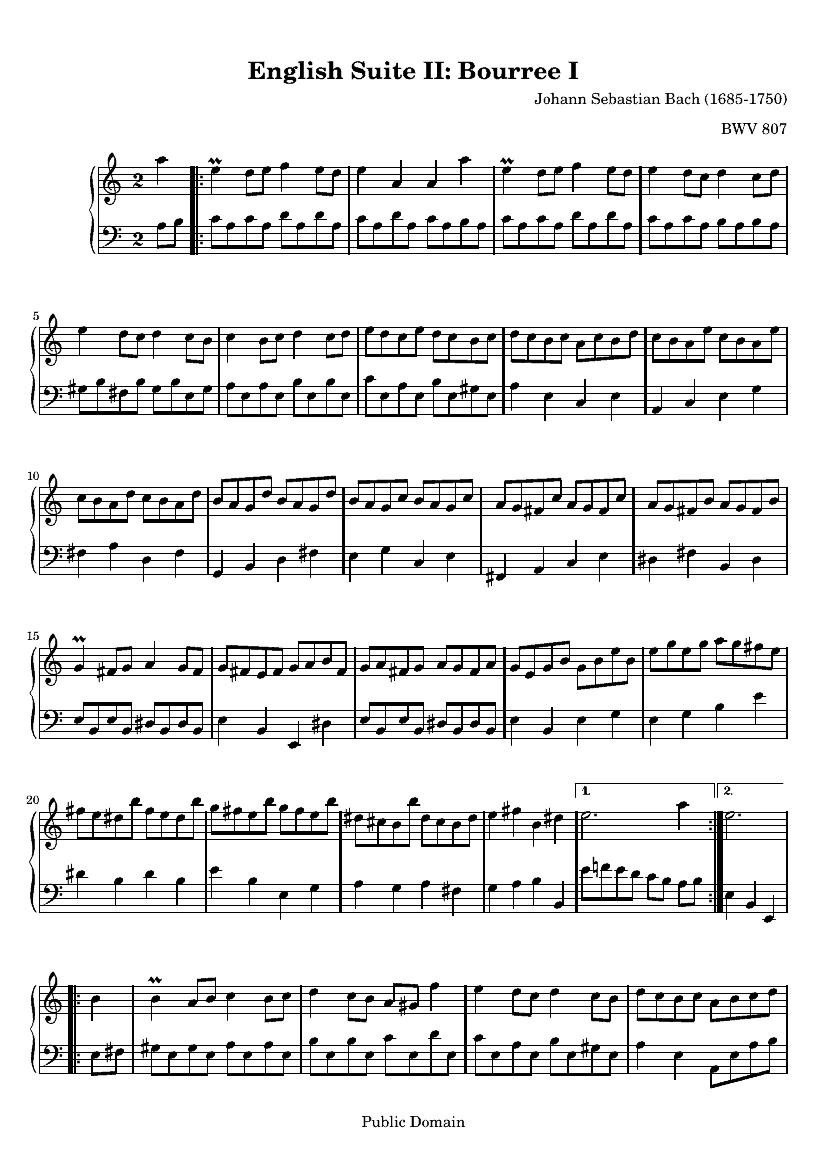 English Suite II: Bourree I
Johann Sebastian Bach (1685-1750)
BWV 807
2
2
5
10
15
20
1.
2.
Public Domain